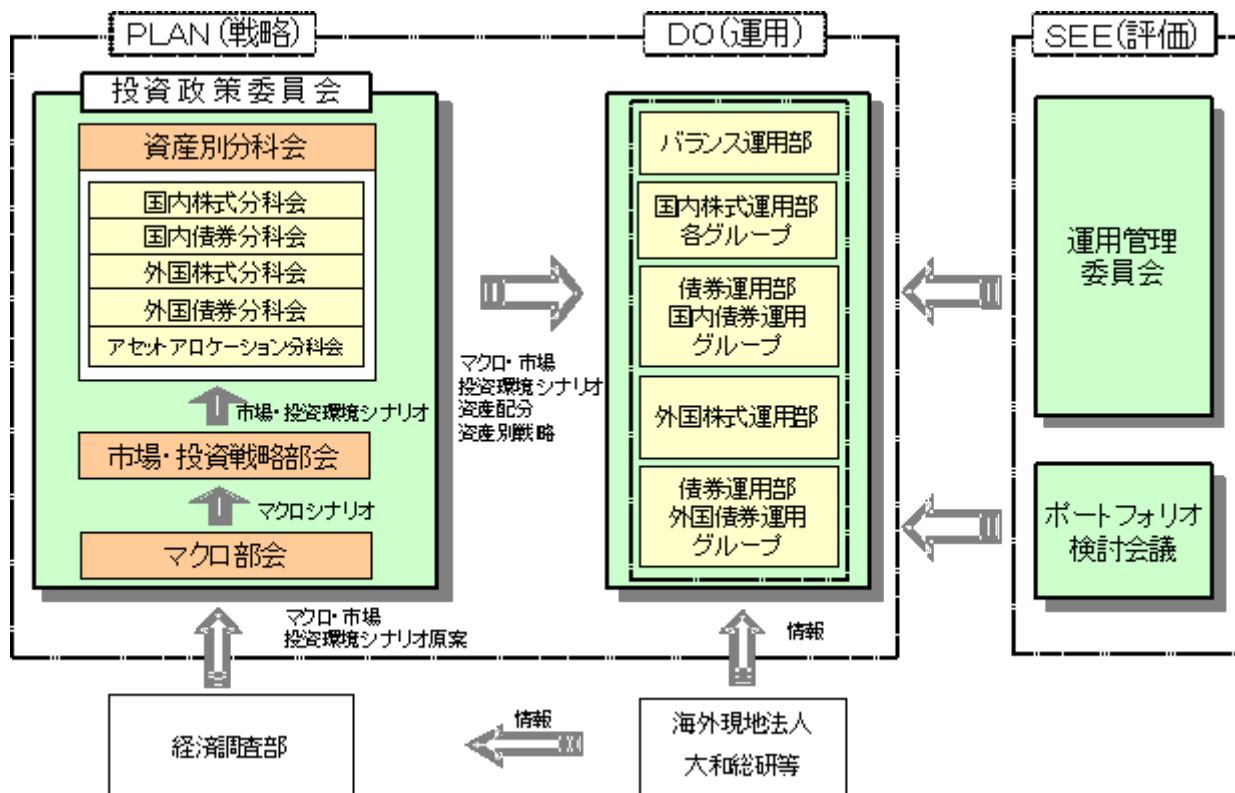 PLAN(戦略)
投資政策委員会
資産別分科会
国内株式分科会
国内債券分科会
外国株式分科会
外国債券分科会
アセットアロケーション分科会
市場・投資環境シナリオ
市場・投資戦略部会
マクロシナリオ
マクロ部会
マクロ・市場
投資環境シナリオ
資産配分
資産別戦略
DO(運用)
バランス運用部
国内株式運用部
各グループ
債券運用部
国内債券運用
グループ
外国株式運用部
債券運用部
外国債券運用
グループ
SEE(評価)
運用管理
委員会
ポートフォリオ
検討会議
マクロ・市場
投資環境シナリオ原案
情報
経済調査部
情報
海外現地法人
大和総研等